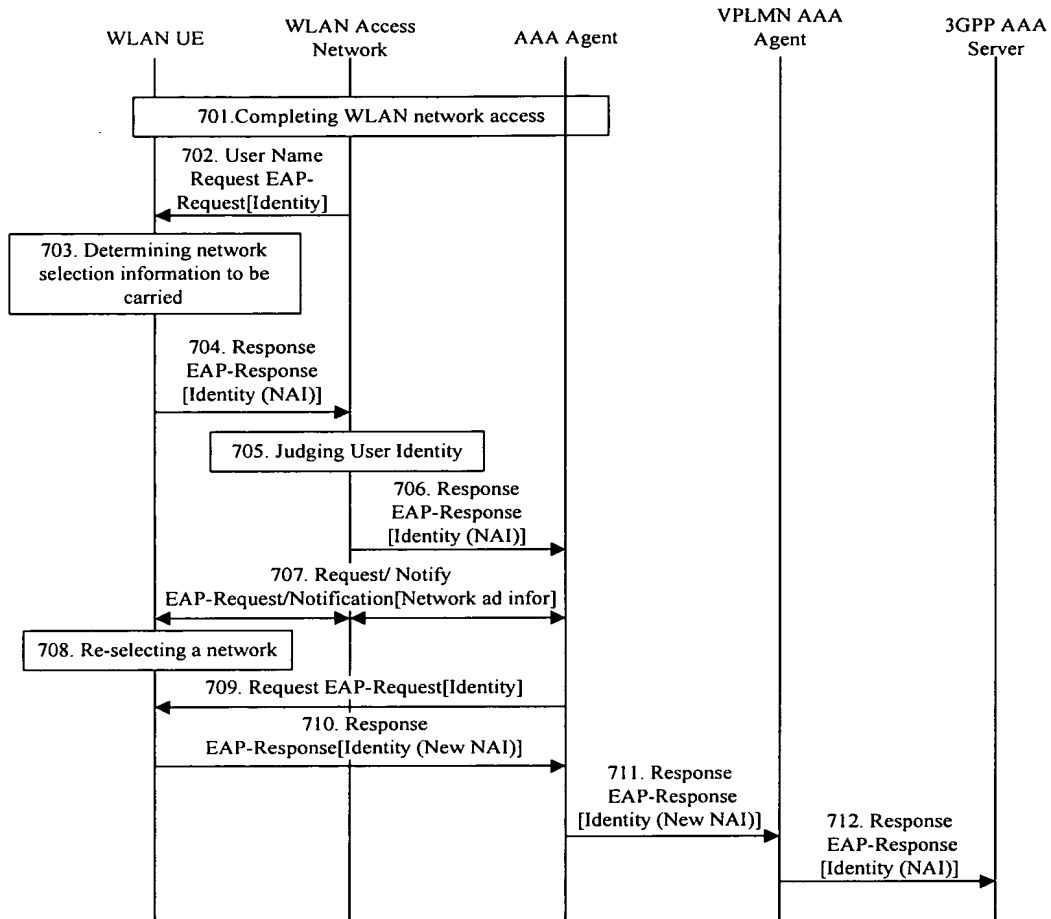 WLAN UE
WLAN Access
Network
AAA Agent
VPLMN AAA
Agent
3GPP AAA
Server
701.Completing WLAN network access
702. User Name
Request EAP-
Request[Identity]
703. Determining network
selection information to be
carried
704. Response
EAP-Response
[Identity (NAI)]
705. Judging User Identity
706. Response
EAP-Response
[Identity (NAI)]
707. Request/ Notify
EAP-Request/Notification[Network ad infor]
708. Re-selecting a network
709. Request EAP-Request[Identity]
710. Response
EAP-Response[Identity (New NAI)]
711. Response
EAP-Response
[Identity (New NAI)]
712. Response
EAP-Response
[Identity (NAI)]